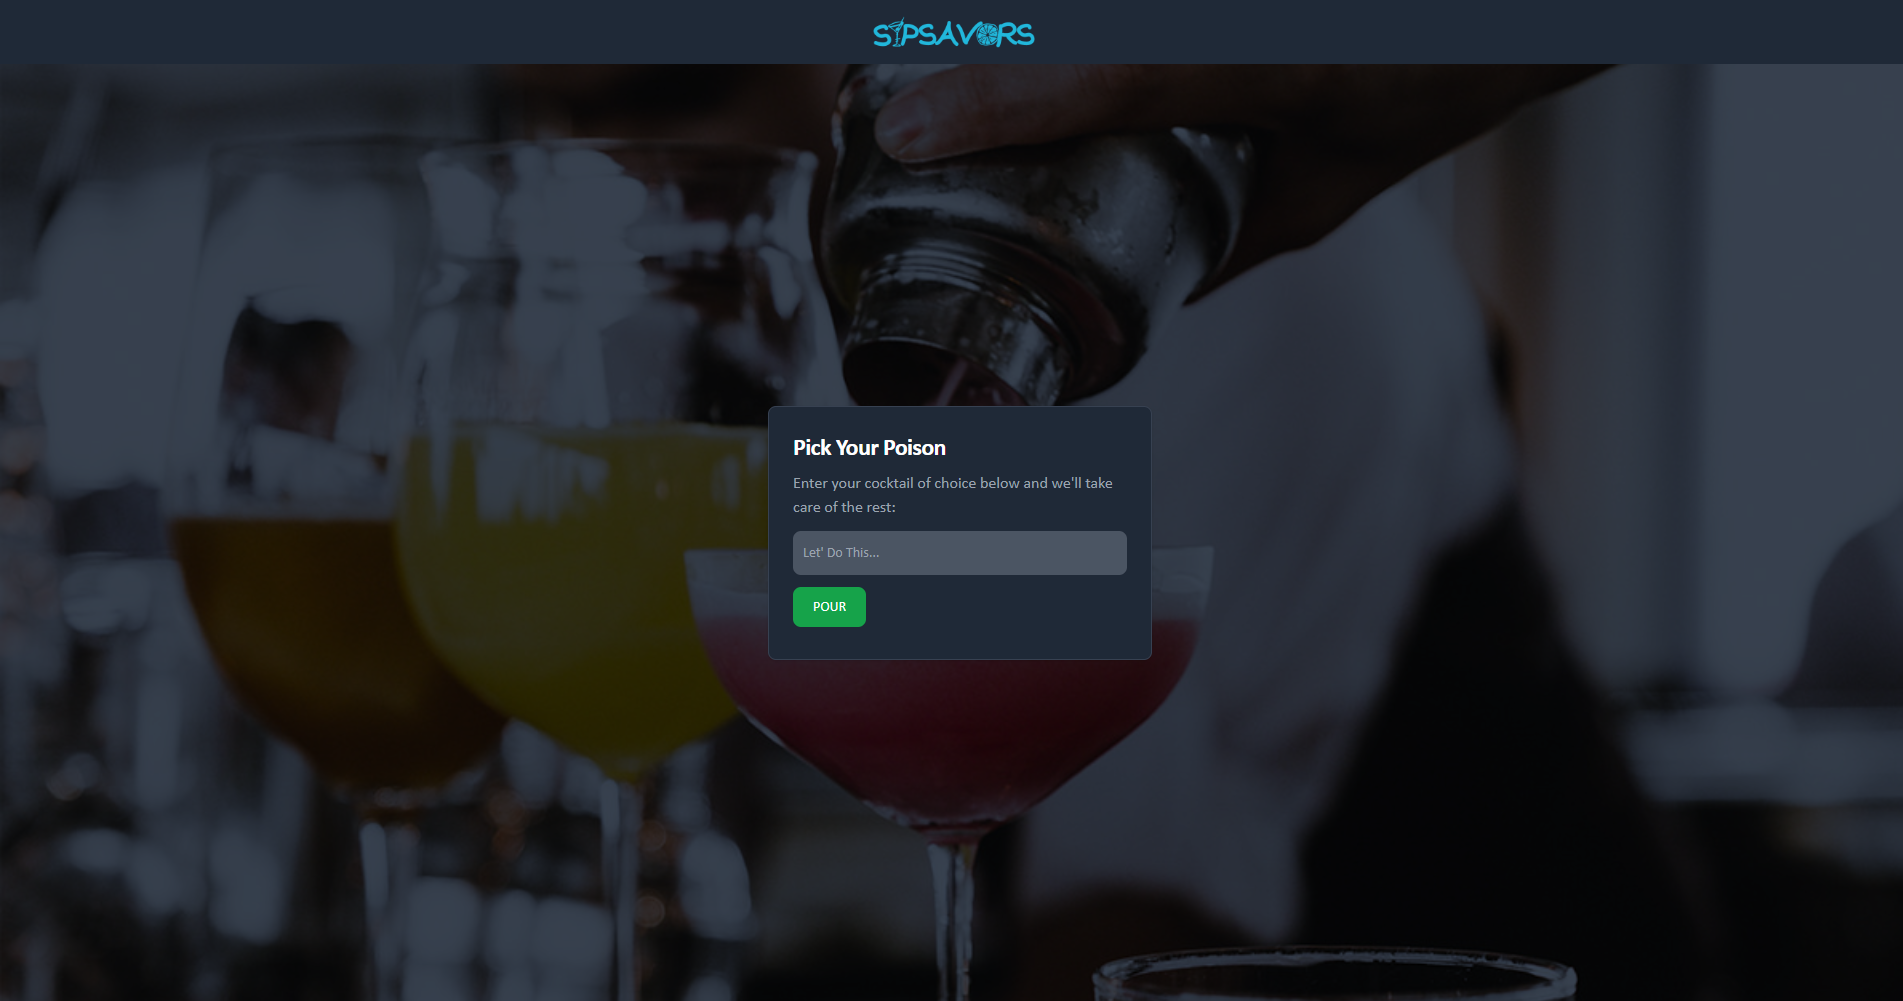 SIPSAVORS
Pick Your Poison
Enter your cocktail of choice below and we'll take
care of the rest:
Let' Do This...
POUR